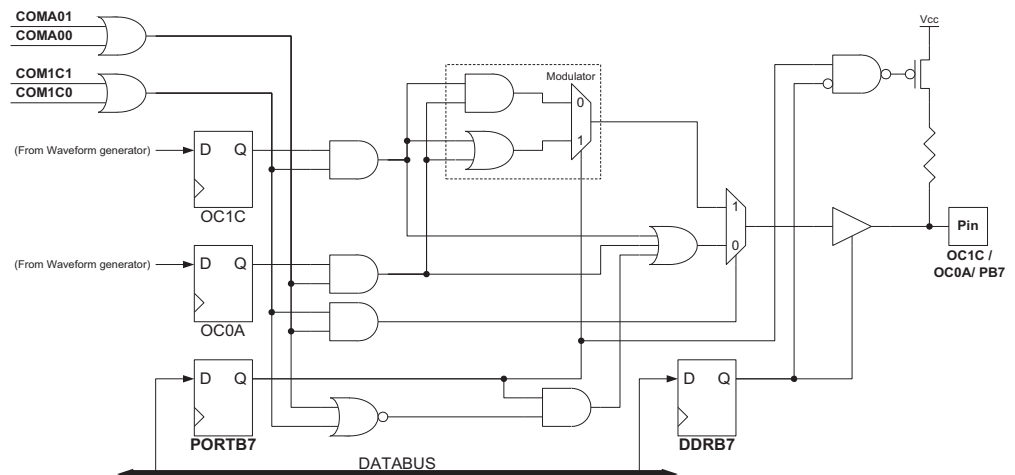 COMA01
COMA00
Vcc
COM1C1
COM1C0
Modulator
0
1
(From Waveform generator)
D Q
OC1C
1
0
Pin
OC1C /
OC0A/ PB7
(From Waveform generator)
D Q
OC0A
D Q
PORTB7
D Q
DDRB7
DATABUS